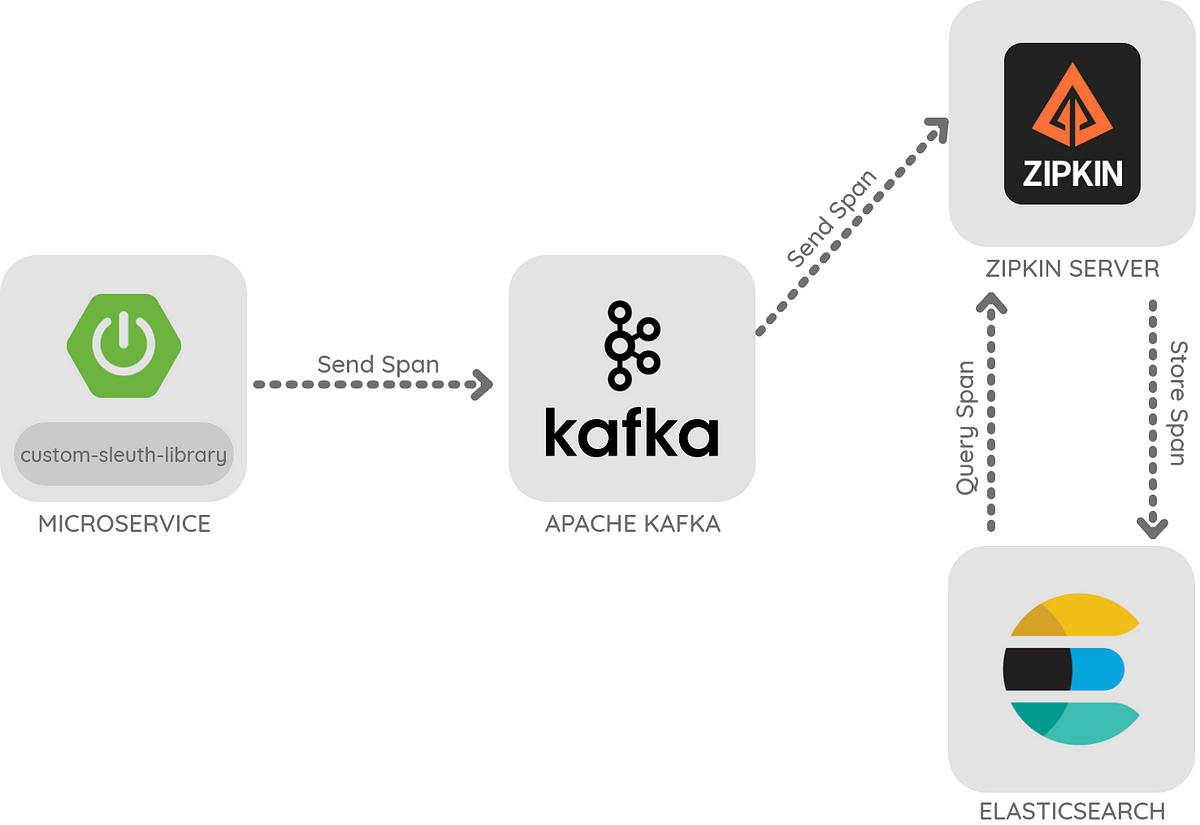 ZIPKIN
ZIPKIN SERVER
Send Span
Send Span
custom-sleuth-library
MICROSERVICE
kafka
APACHE KAFKA
Query Span
Store Span
ELASTICSEARCH